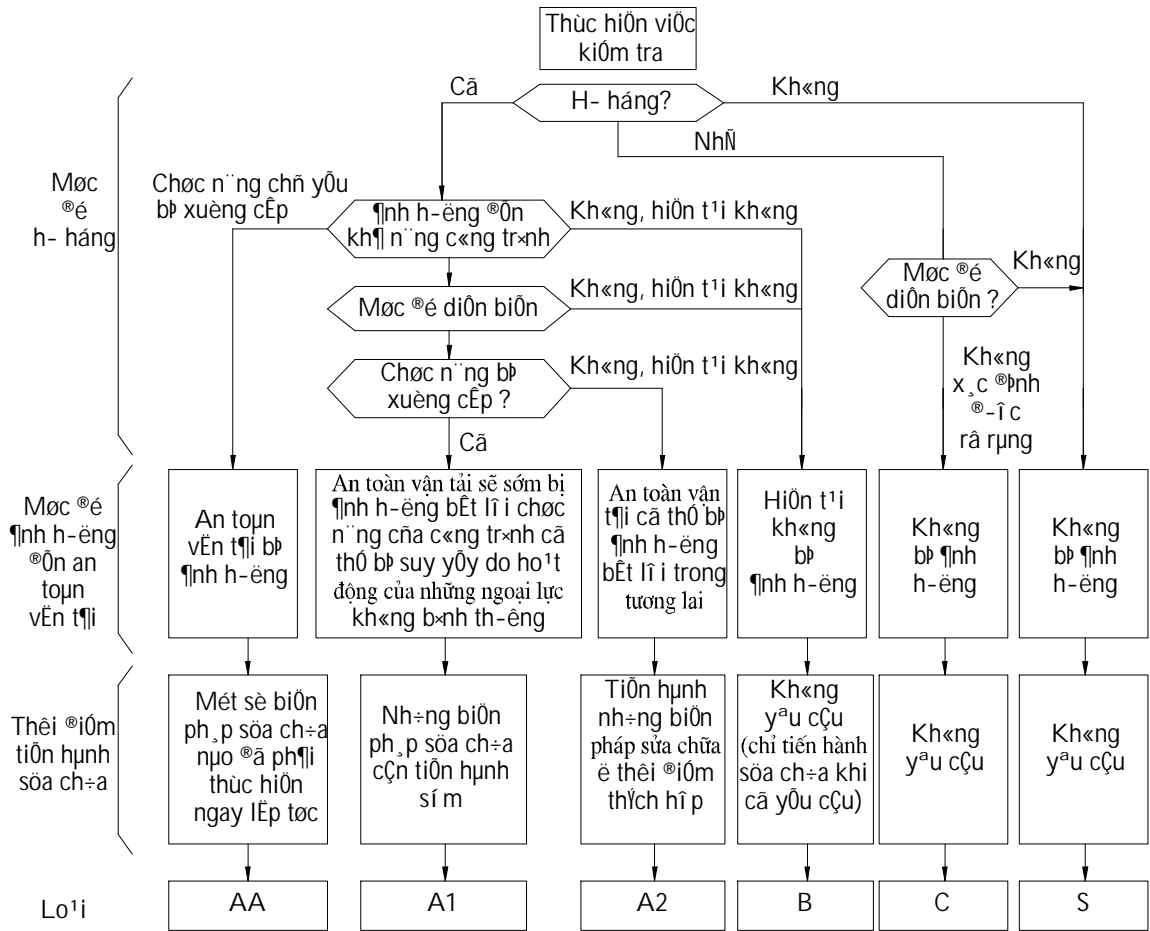 Thùc hiÖn viÖc
kiÓm tra
Cã
H- háng?
Kh«ng
NhÑ
Møc
®é
h- háng
Chøc n¨ng chñ yÕu
bÞ xuèng cÊp
¶nh h-ëng ®Õn
kh¶ n¨ng c«ng tr×nh
Kh«ng, hiÖn t¹i kh«ng
Møc ®é diÔn biÕn
Kh«ng, hiÖn t¹i kh«ng
Møc ®é
diÔn biÕn ?
Kh«ng
Chøc n¨ng bÞ
xuèng cÊp ?
Kh«ng, hiÖn t¹i kh«ng
Kh«ng
x¸c ®Þnh
®-îc
râ rµng
Cã
Møc ®é
¶nh h-ëng
®Õn an
toµn
vËn t¶i
An toµn
vËn t¶i bÞ
¶nh h-ëng
An toàn vận tải sẽ sớm bị
¶nh h-ëng bÊt lîi chøc
n¨ng cña c«ng tr×nh cã
thÓ bÞ suy yÕy do ho¹t
động của những ngoại lực
kh«ng b×nh th-êng
An toàn vận
t¶i cã thÓ bÞ
¶nh h-ëng
bÊt lîi trong
tương lai
HiÖn t¹i
kh«ng
bÞ
¶nh h-ëng
Kh«ng
bÞ ¶nh
h-ëng
Kh«ng
bÞ ¶nh
h-ëng
Thêi ®iÓm
tiÕn hµnh
söa ch÷a
Mét sè biÖn
ph¸p söa ch÷a
nµo ®ã ph¶i
thùc hiÖn
ngay lËp tøc
Nh÷ng biÖn
ph¸p söa ch÷a
cÇn tiÕn hµnh
sím
TiÕn hµnh
nh÷ng biÖn
pháp sửa chữa
ë thêi ®iÓm
thÝch hîp
Kh«ng
yªu cÇu
(chỉ tiến hành
söa ch÷a khi
cã yÕu cÇu)
Kh«ng
yªu cÇu
Kh«ng
yªu cÇu
Lo¹i
AA
A1
A2
B
C
S